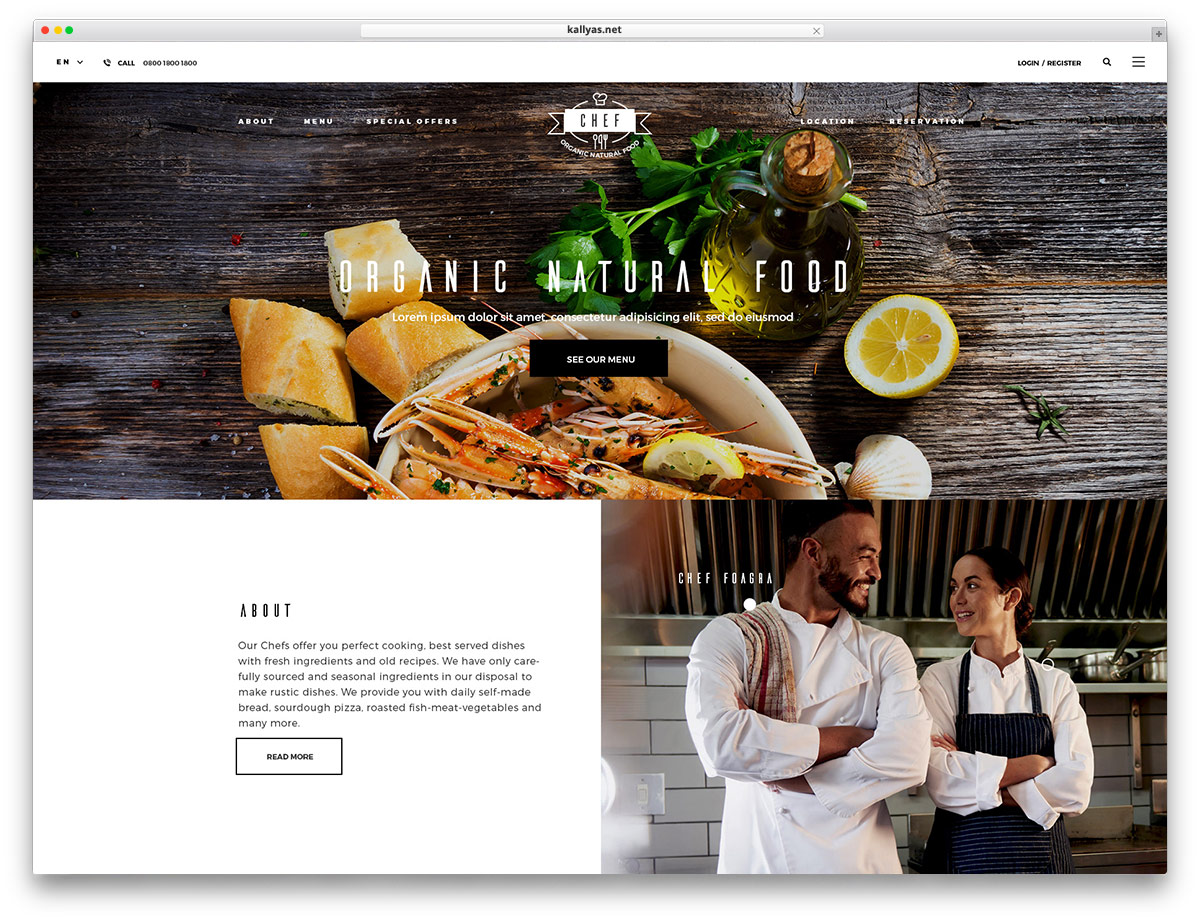 kallyas.net
EN
CALL 0800 1800 1800
LOGIN / REGISTER
ABOUT
MENU
SPECIAL OFFERS
CHEF
ORGANIC NATURAL FOOD
LOCATION
RESERVATION
ORGANIC NATURAL FOOD
Lorem ipsum dolor sit amet, consectetur adipisicing elit, sed do eiusmod
SEE OUR MENU
ABOUT
Our Chefs offer you perfect cooking, best served dishes
with fresh ingredients and old recipes. We have only care-
fully sourced and seasonal ingredients in our disposal to
make rustic dishes. We provide you with daily self-made
bread, sourdough pizza, roasted fish-meat-vegetables and
many more.
READ MORE
CHEF FOAGRA